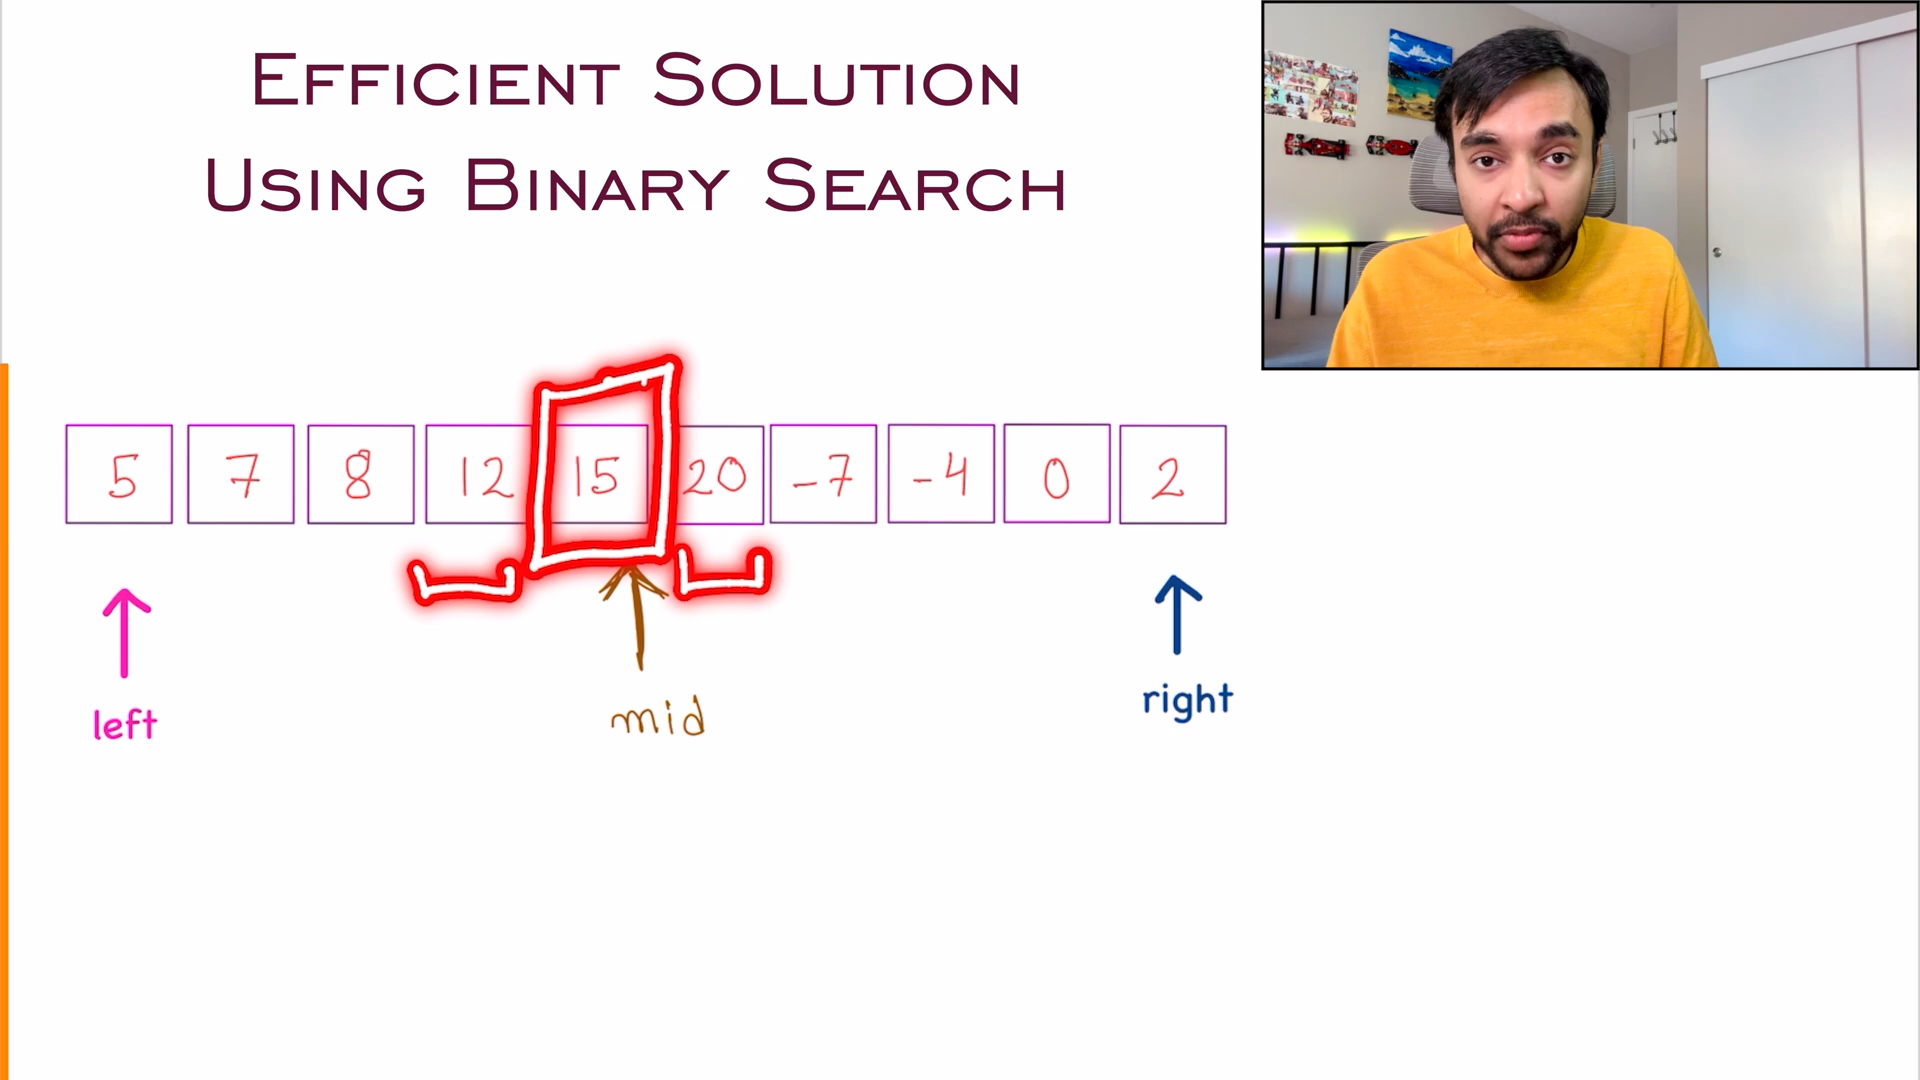 Efficient Solution
Using Binary Search
5 7 8 12 15 20 -7 -4 0 2
left
mid
right